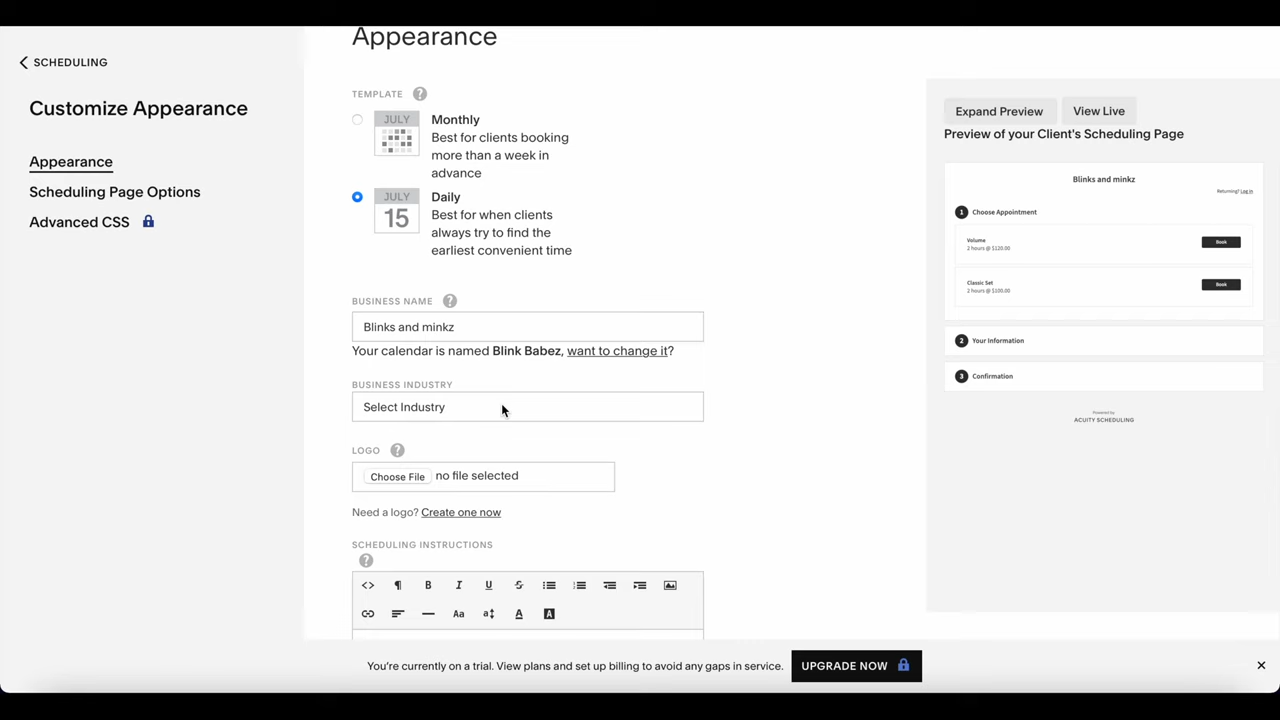 Appearance
SCHEDULING
Customize Appearance
Appearance
Scheduling Page Options
Advanced CSS
TEMPLATE ?
JULY
Monthly
Best for clients booking
more than a week in
advance
JULY
15
Daily
Best for when clients
always try to find the
earliest convenient time
BUSINESS NAME ?
Blinks and minkz
Your calendar is named Blink Babez, want to change it?
BUSINESS INDUSTRY
Select Industry
LOGO ?
Choose File no file selected
Need a logo? Create one now
SCHEDULING INSTRUCTIONS
?
<> ¶ B I U S
Aa a A A
Expand Preview View Live
Preview of your Client's Scheduling Page
Blinks and minkz
Returning? Log in
1 Choose Appointment
Volume
2 hours @ $120.00
Book
Classic Set
2 hours @ $100.00
Book
2 Your Information
3 Confirmation
Powered by
ACUITY SCHEDULING
You're currently on a trial. View plans and set up billing to avoid any gaps in service. UPGRADE NOW